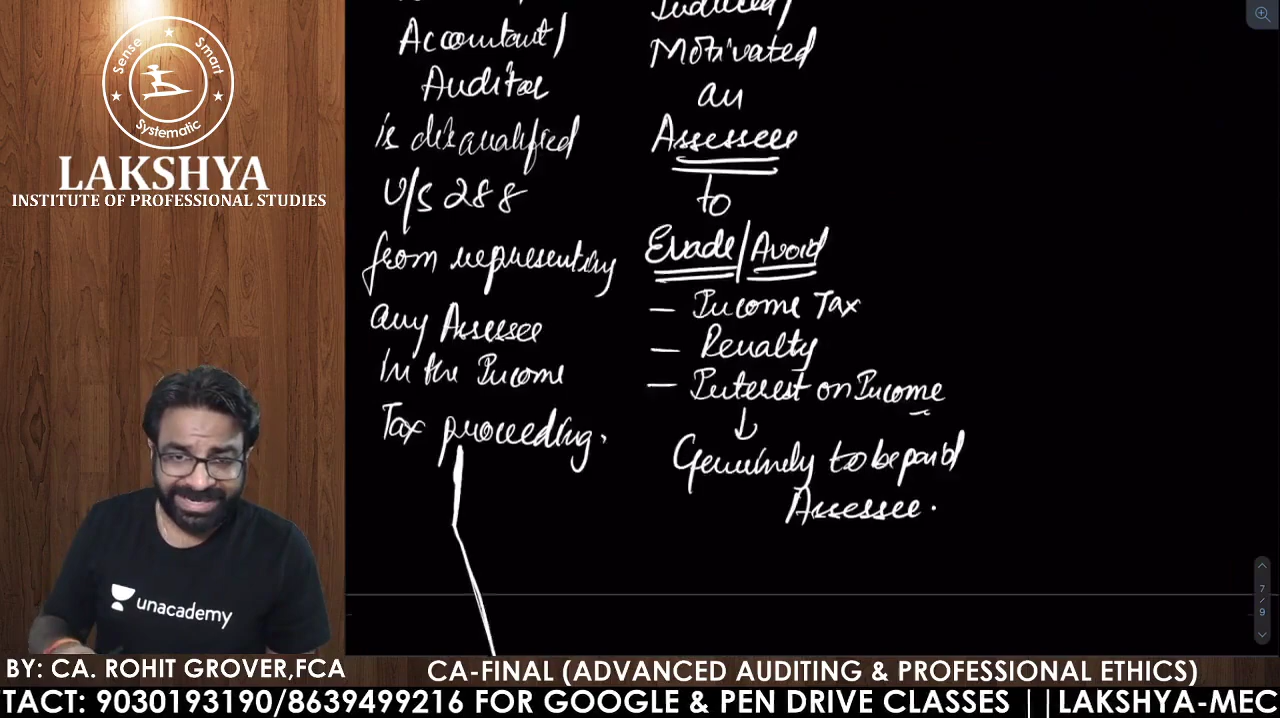 Sense
Smart
Systematic
LAKSHYA
INSTITUTE OF PROFESSIONAL STUDIES
Accountant/
Auditor
is disqualified
U/s 288
from representing
any Assessee
In the Income
Tax proceeding.
Induced/
Motivated
an
Assessee
to
Evade/Avoid
— Income Tax
— Penalty
— Interest on Income
Genuinely to be paid
Assessee.
7
/
9
unacademy
BY: CA. ROHIT GROVER,FCA
CA-FINAL (ADVANCED AUDITING & PROFESSIONAL ETHICS)
TACT: 9030193190/8639499216 FOR GOOGLE & PEN DRIVE CLASSES ||LAKSHYA-MEC